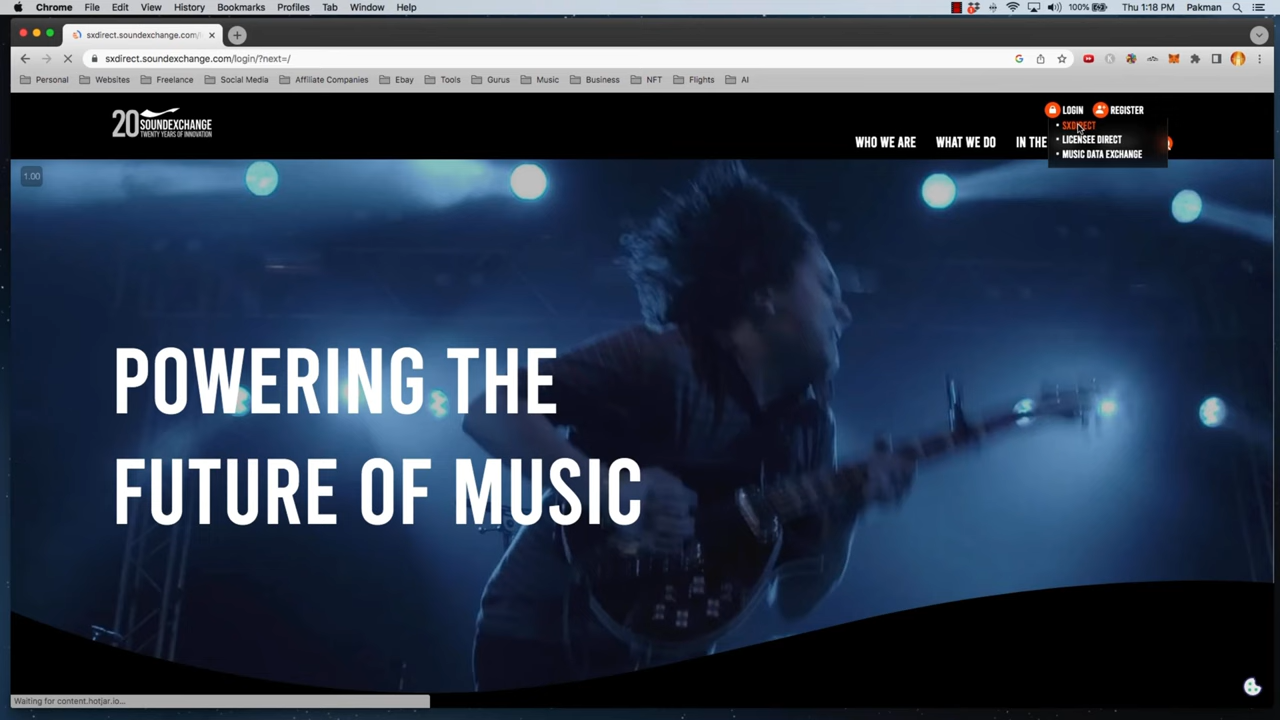 Chrome File Edit View History Bookmarks Profiles Tab Window Help 100% Thu 1:18 PM Pakman
sxdirect.soundexchange.com/
sxdirect.soundexchange.com/login/?next=/
Personal Websites Freelance Social Media Affiliate Companies Ebay Tools Gurus Music Business NFT Flights AI
LOGIN REGISTER
20 SOUNDEXCHANGE
TWENTY YEARS OF INNOVATION
SXDIRECT
LICENSEE DIRECT
MUSIC DATA EXCHANGE
WHO WE ARE WHAT WE DO IN THE
1.00
POWERING THE
FUTURE OF MUSIC
Waiting for content.hotjar.io...